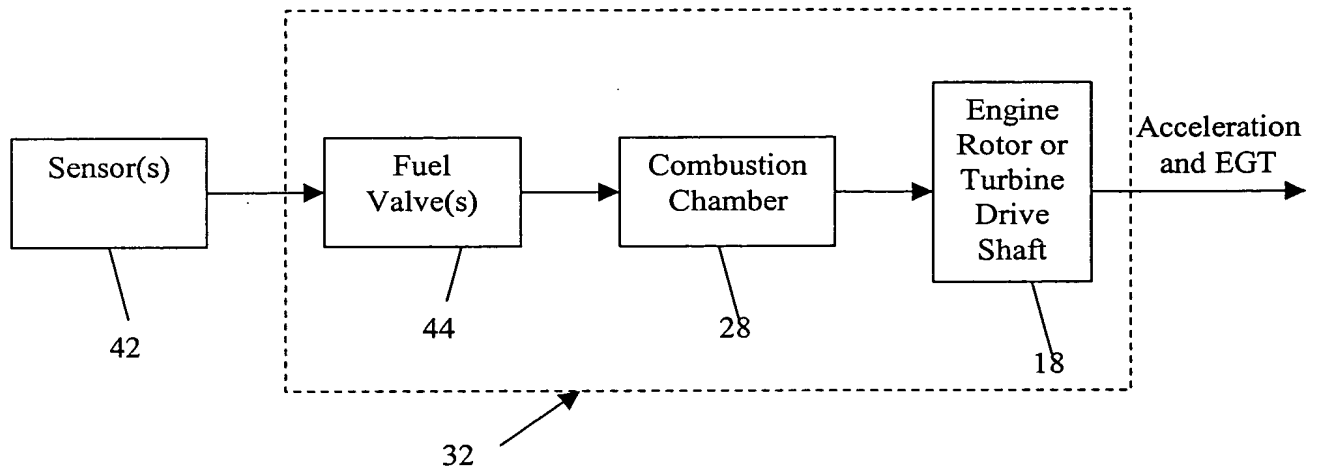 Sensor(s)
42
Fuel
Valve(s)
44
Combustion
Chamber
28
Engine
Rotor or
Turbine
Drive
Shaft
18
Acceleration
and EGT
32